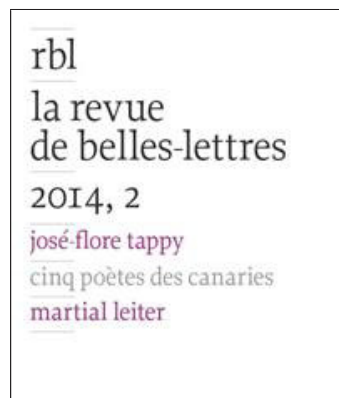 rbl
la revue
de belles-lettres
2014, 2
josé-flore tappy
cinq poètes des canaries
martial leiter